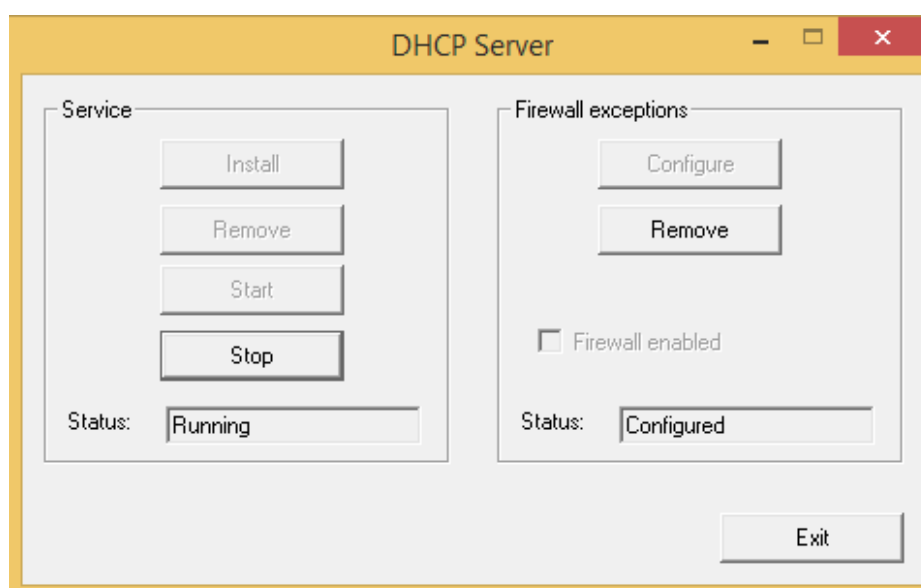 DHCP Server
Service
Install
Remove
Start
Stop
Status: Running
Firewall exceptions
Configure
Remove
Firewall enabled
Status: Configured
Exit